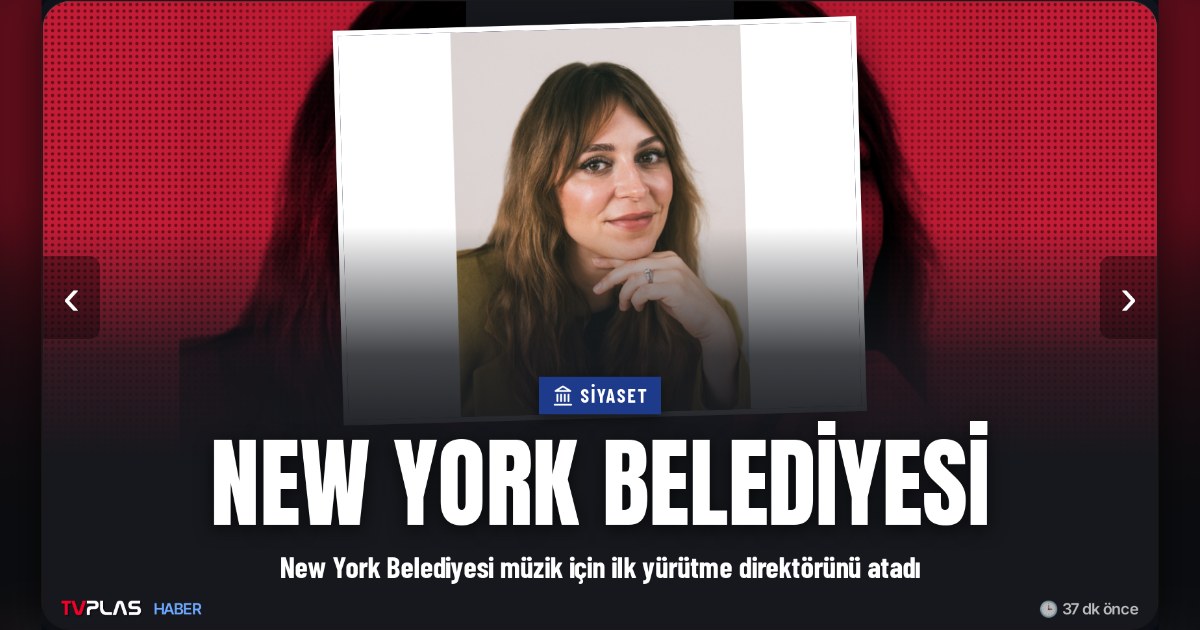 SİYASET
NEW YORK BELEDİYESİ
New York Belediyesi müzik için ilk yürütme direktörünü atadı
TVPLAS HABER
37 dk önce